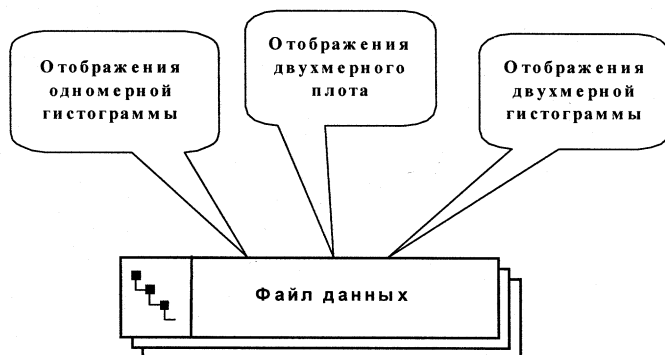 Отображения
одномерной
гистограммы
Отображения
двухмерного
плота
Отображения
двухмерной
гистограммы
Файл данных